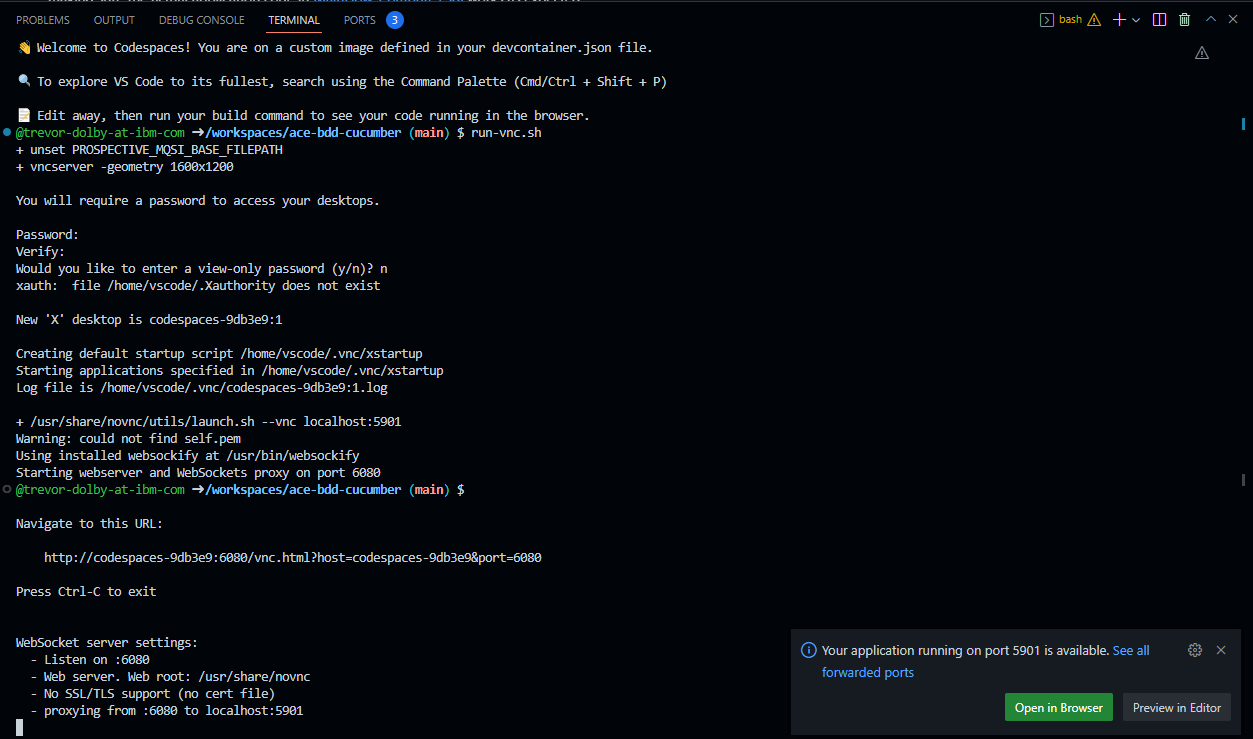 PROBLEMS OUTPUT DEBUG CONSOLE TERMINAL PORTS 3 bash
👋 Welcome to Codespaces! You are on a custom image defined in your devcontainer.json file.
🔍 To explore VS Code to its fullest, search using the Command Palette (Cmd/Ctrl + Shift + P)
📝 Edit away, then run your build command to see your code running in the browser.
@trevor-dolby-at-ibm-com ➜/workspaces/ace-bdd-cucumber (main) $ run-vnc.sh
+ unset PROSPECTIVE_MQSI_BASE_FILEPATH
+ vncserver -geometry 1600x1200
You will require a password to access your desktops.
Password:
Verify:
Would you like to enter a view-only password (y/n)? n
xauth:  file /home/vscode/.Xauthority does not exist
New 'X' desktop is codespaces-9db3e9:1
Creating default startup script /home/vscode/.vnc/xstartup
Starting applications specified in /home/vscode/.vnc/xstartup
Log file is /home/vscode/.vnc/codespaces-9db3e9:1.log
+ /usr/share/novnc/utils/launch.sh --vnc localhost:5901
Warning: could not find self.pem
Using installed websockify at /usr/bin/websockify
Starting webserver and WebSockets proxy on port 6080
@trevor-dolby-at-ibm-com ➜/workspaces/ace-bdd-cucumber (main) $
Navigate to this URL:
http://codespaces-9db3e9:6080/vnc.html?host=codespaces-9db3e9&port=6080
Press Ctrl-C to exit
WebSocket server settings:
- Listen on :6080
- Web server. Web root: /usr/share/novnc
- No SSL/TLS support (no cert file)
- proxying from :6080 to localhost:5901
Your application running on port 5901 is available. See all
forwarded ports
Open in Browser
Preview in Editor